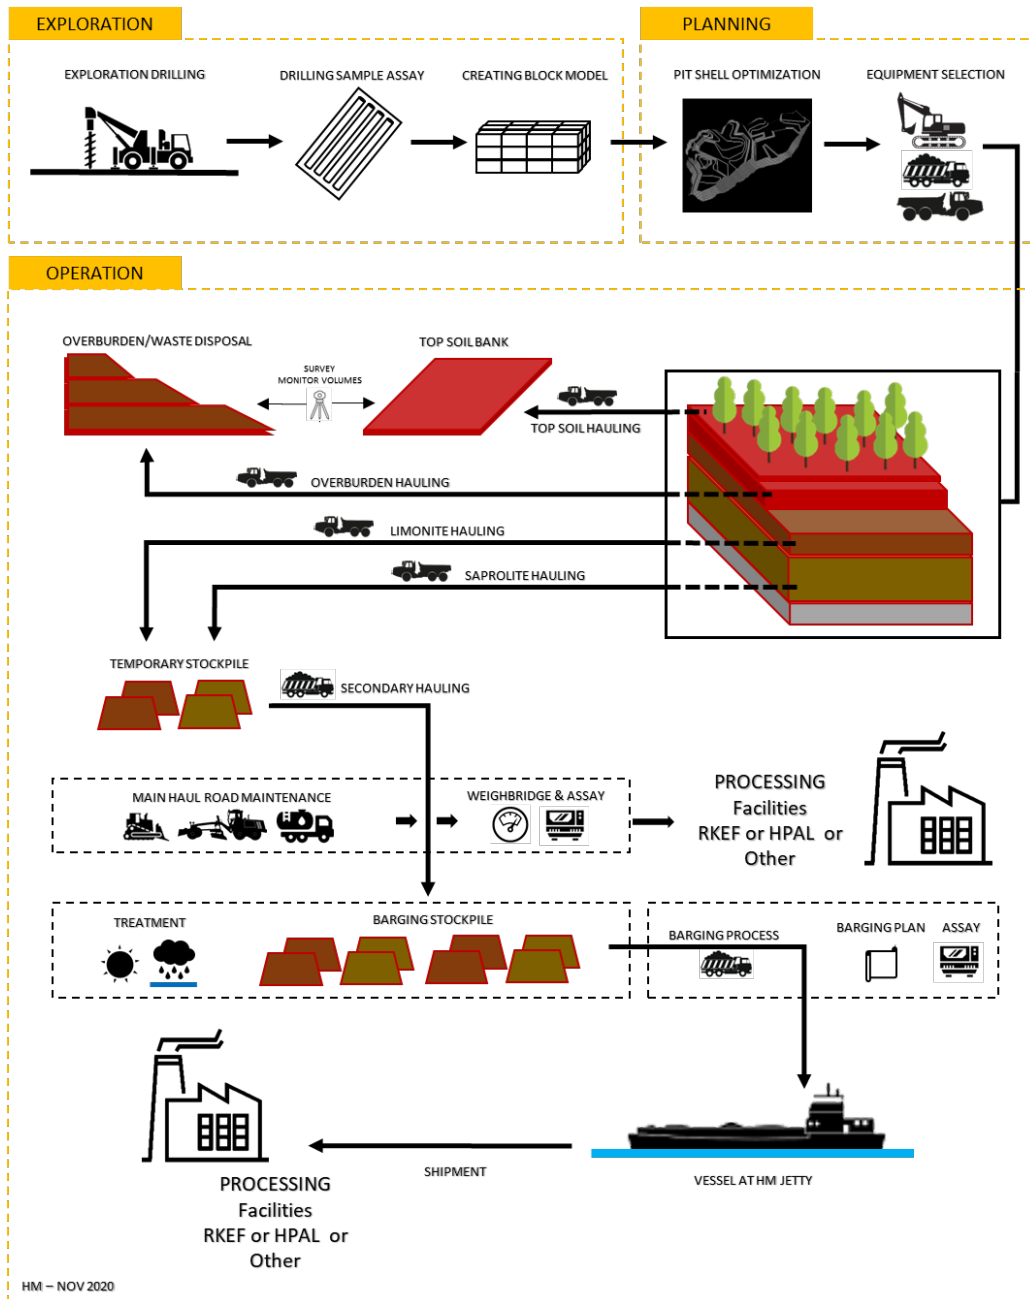 EXPLORATION
PLANNING
EXPLORATION DRILLING
DRILLING SAMPLE ASSAY
CREATING BLOCK MODEL
PIT SHELL OPTIMIZATION
EQUIPMENT SELECTION
OPERATION
OVERBURDEN/WASTE DISPOSAL
TOP SOIL BANK
SURVEY
MONITOR VOLUMES
TOP SOIL HAULING
OVERBURDEN HAULING
LIMONITE HAULING
SAPROLITE HAULING
TEMPORARY STOCKPILE
SECONDARY HAULING
MAIN HAUL ROAD MAINTENANCE
WEIGHBRIDGE & ASSAY
PROCESSING
Facilities
RKEF or HPAL or
Other
TREATMENT
BARGING STOCKPILE
BARGING PROCESS
BARGING PLAN
ASSAY
SHIPMENT
VESSEL AT HM JETTY
PROCESSING
Facilities
RKEF or HPAL or
Other
HM – NOV 2020